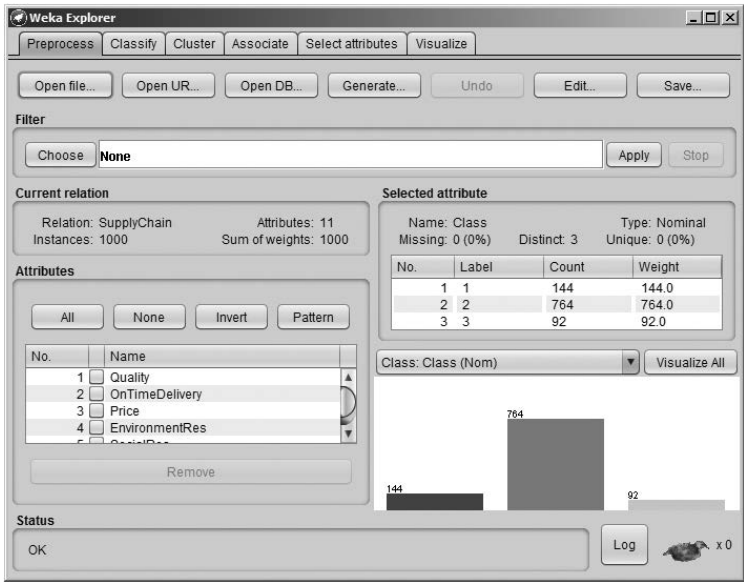 Weka Explorer
Preprocess Classify Cluster Associate Select attributes Visualize
Open file... Open UR... Open DB... Generate... Undo Edit... Save...
Filter
Choose None Apply Stop
Current relation
Relation: SupplyChain Attributes: 11
Instances: 1000 Sum of weights: 1000
Attributes
All None Invert Pattern
No. Name
1 Quality
2 OnTimeDelivery
3 Price
4 EnvironmentRes
Remove
Selected attribute
Name: Class Type: Nominal
Missing: 0 (0%) Distinct: 3 Unique: 0 (0%)
No. Label Count Weight
1 1 144 144.0
2 2 764 764.0
3 3 92 92.0
Class: Class (Nom) Visualize All
764
144
92
Status
OK
Log x 0